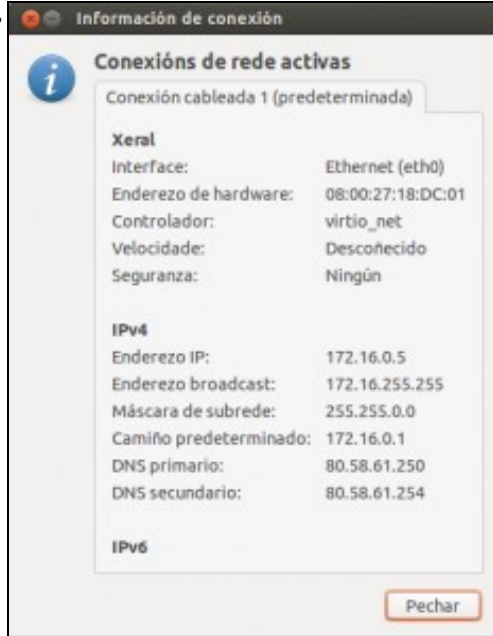 Información de conexión
Conexións de rede activas
Conexión cableada 1 (predeterminada)
Xeral
Interface: Ethernet (eth0)
Enderezo de hardware: 08:00:27:18:DC:01
Controlador: virtio_net
Velocidade: Descoñecido
Seguranza: Ningún
IPv4
Enderezo IP: 172.16.0.5
Enderezo broadcast: 172.16.255.255
Máscara de subrede: 255.255.0.0
Camiño predeterminado: 172.16.0.1
DNS primario: 80.58.61.250
DNS secundario: 80.58.61.254
IPv6
Pechar